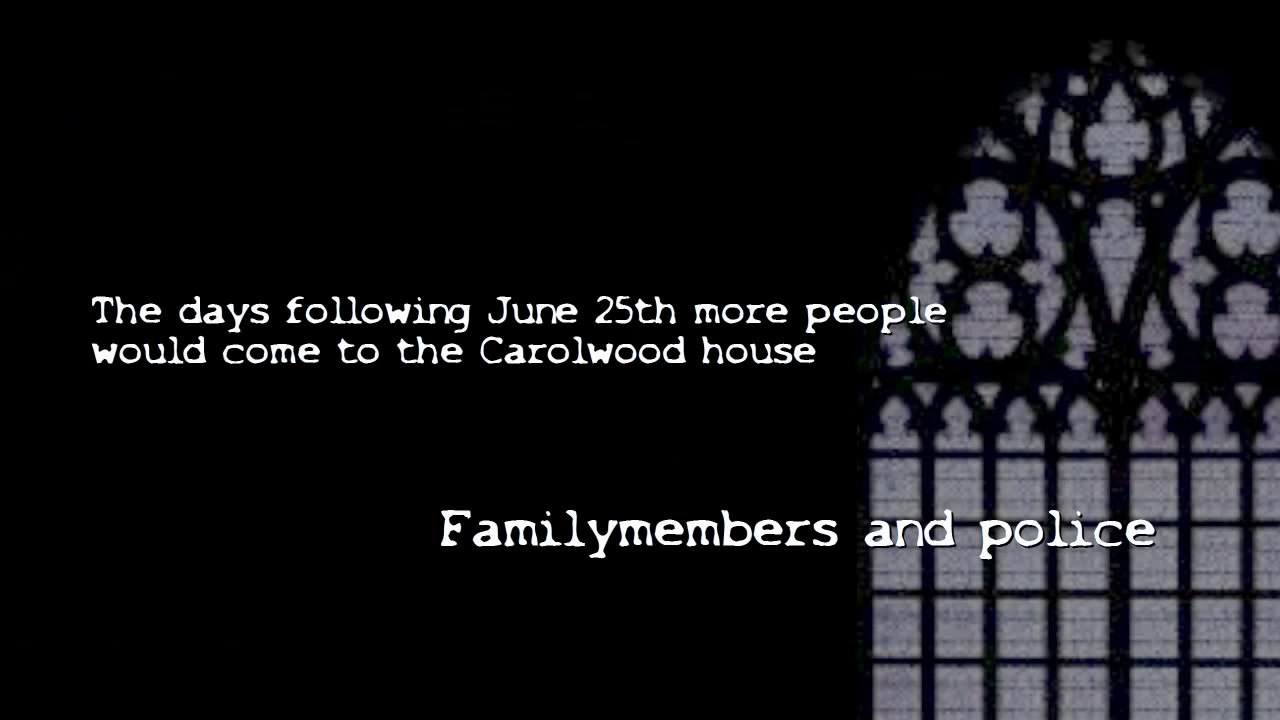 The days following June 25th more people
would come to the Carolwood house
Familymembers and police